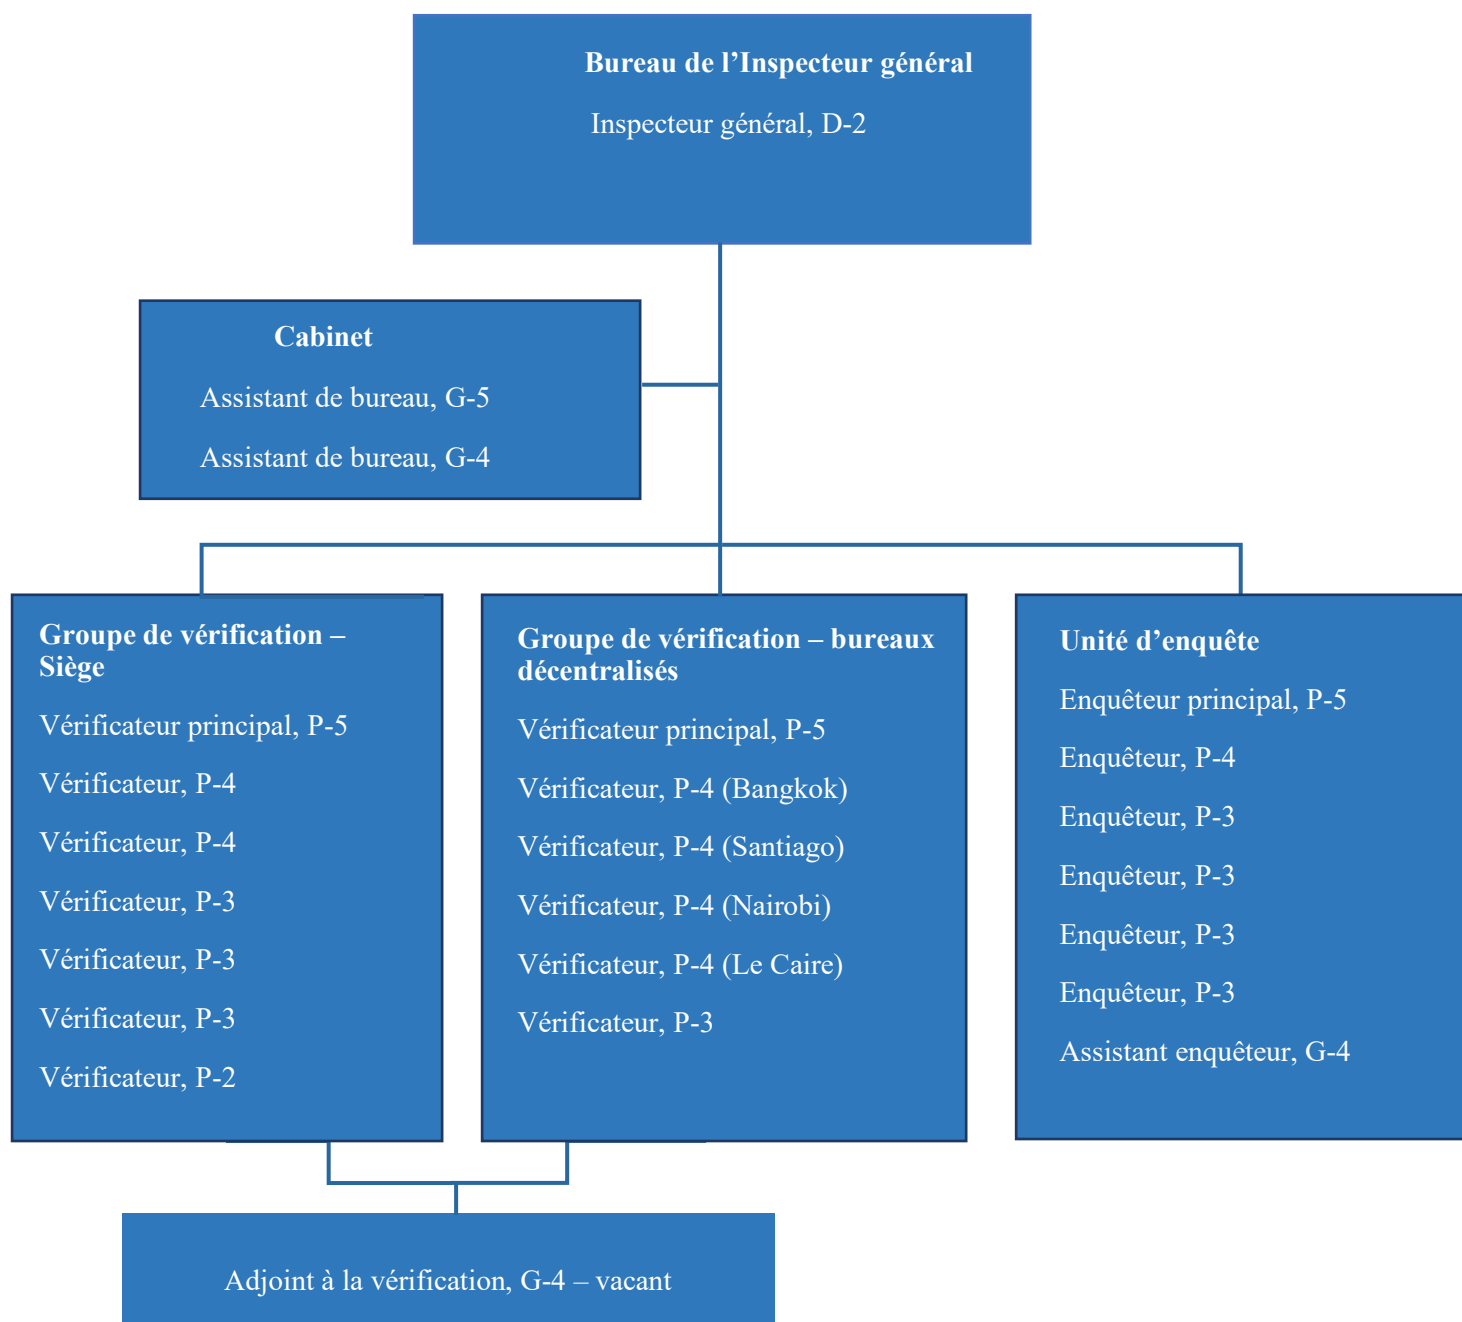 Bureau de l’Inspecteur général
Inspecteur général, D-2
Cabinet
Assistant de bureau, G-5
Assistant de bureau, G-4
Groupe de vérification –
Siège
Vérificateur principal, P-5
Vérificateur, P-4
Vérificateur, P-4
Vérificateur, P-3
Vérificateur, P-3
Vérificateur, P-3
Vérificateur, P-2
Groupe de vérification – bureaux
décentralisés
Vérificateur principal, P-5
Vérificateur, P-4 (Bangkok)
Vérificateur, P-4 (Santiago)
Vérificateur, P-4 (Nairobi)
Vérificateur, P-4 (Le Caire)
Vérificateur, P-3
Unité d’enquête
Enquêteur principal, P-5
Enquêteur, P-4
Enquêteur, P-3
Enquêteur, P-3
Enquêteur, P-3
Enquêteur, P-3
Assistant enquêteur, G-4
Adjoint à la vérification, G-4 – vacant